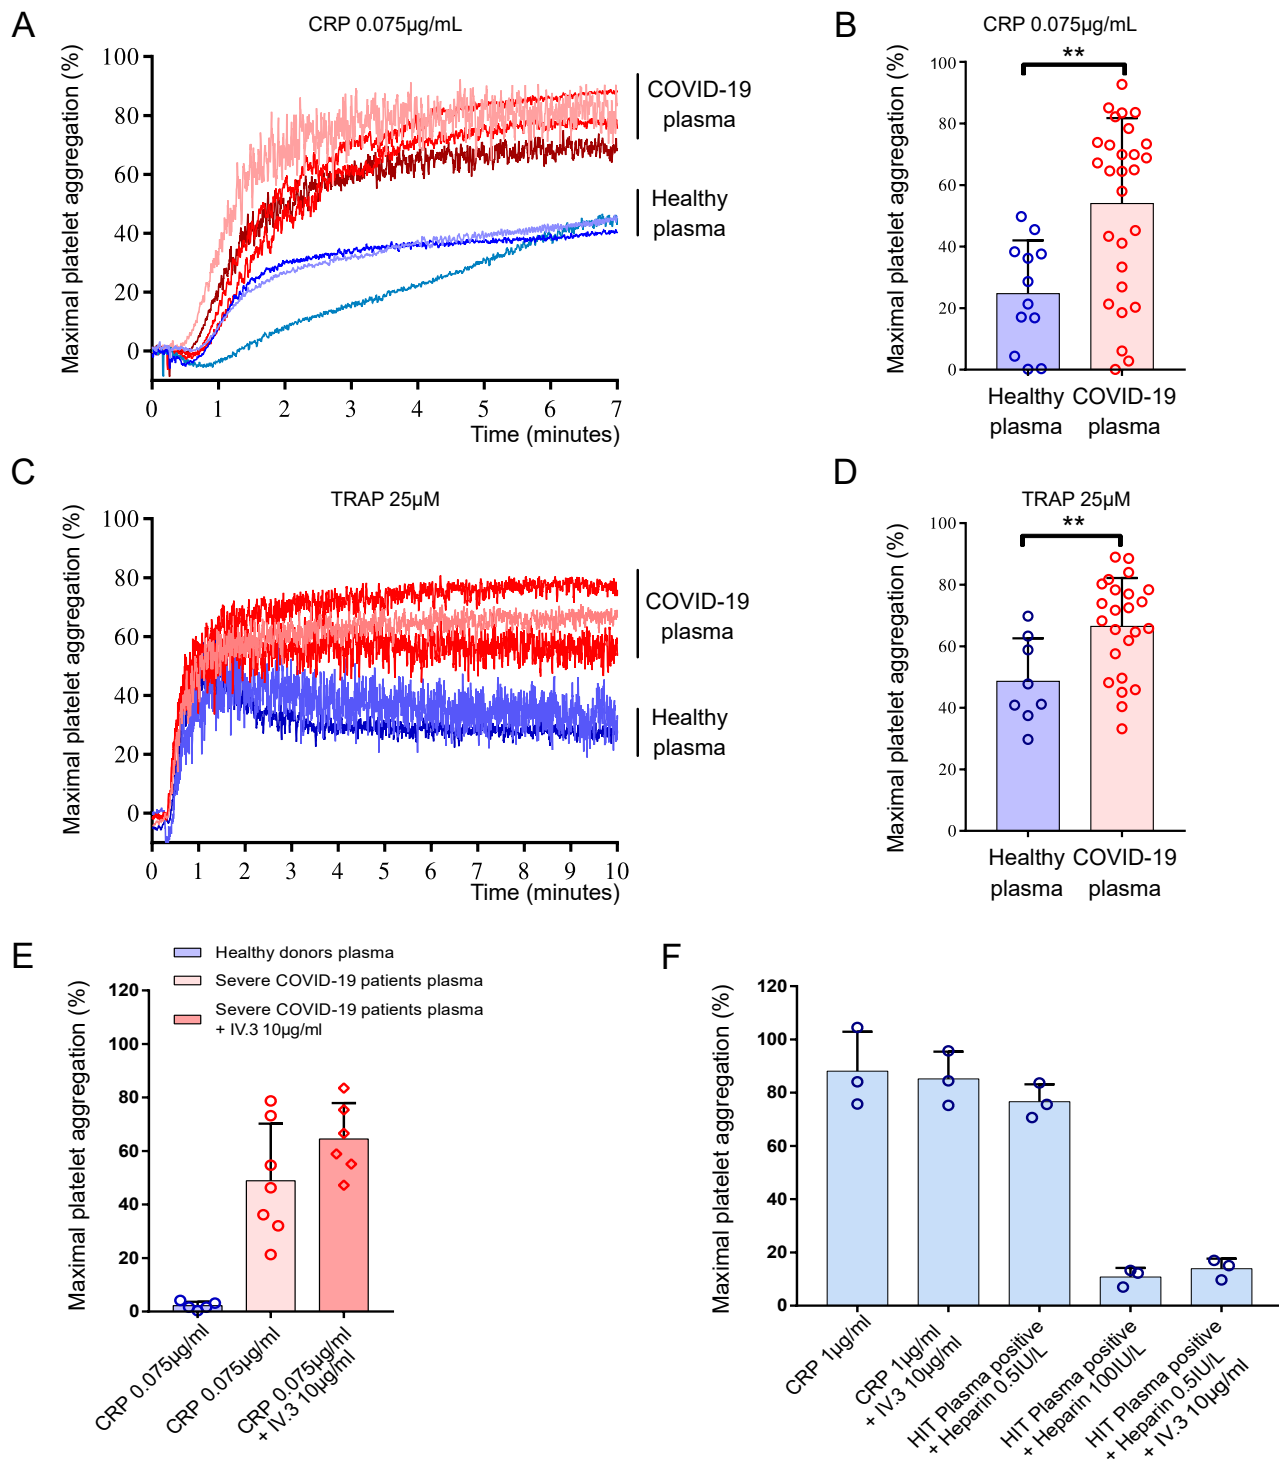 A
CRP 0.075µg/mL
Maximal platelet aggregation (%)
100
80
60
40
20
0
0 1 2 3 4 5 6 7
Time (minutes)
COVID-19
plasma
Healthy
plasma
B
CRP 0.075µg/mL
**
Maximal platelet aggregation (%)
100
80
60
40
20
0
Healthy
plasma
COVID-19
plasma
C
TRAP 25µM
Maximal platelet aggregation (%)
100
80
60
40
20
0
0 1 2 3 4 5 6 7 8 9 10
Time (minutes)
COVID-19
plasma
Healthy
plasma
D
TRAP 25µM
**
Maximal platelet aggregation (%)
100
80
60
40
20
0
Healthy
plasma
COVID-19
plasma
E
Healthy donors plasma
Severe COVID-19 patients plasma
Severe COVID-19 patients plasma
+ IV.3 10µg/ml
Maximal platelet aggregation (%)
120
100
80
60
40
20
0
CRP 0.075µg/ml
CRP 0.075µg/ml
CRP 0.075µg/ml
+ IV.3 10µg/ml
F
Maximal platelet aggregation (%)
120
100
80
60
40
20
0
CRP 1µg/ml
CRP 1µg/ml
+ IV.3 10µg/ml
HIT Plasma positive
+ Heparin 0.5IU/L
HIT Plasma positive
+ Heparin 100IU/L
HIT Plasma positive
+ Heparin 0.5IU/L
+ IV.3 10µg/ml